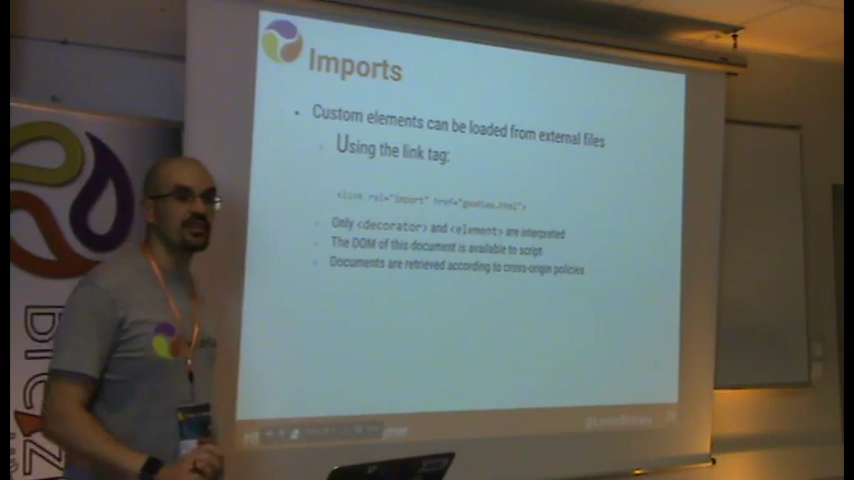 Imports
• Custom elements can be loaded from external files
Using the link tag:
<link rel="import" href="goodies.html">
Only <decorator> and <element> are interpreted
The DOM of this document is available to script
Documents are retrieved according to cross-origin policies